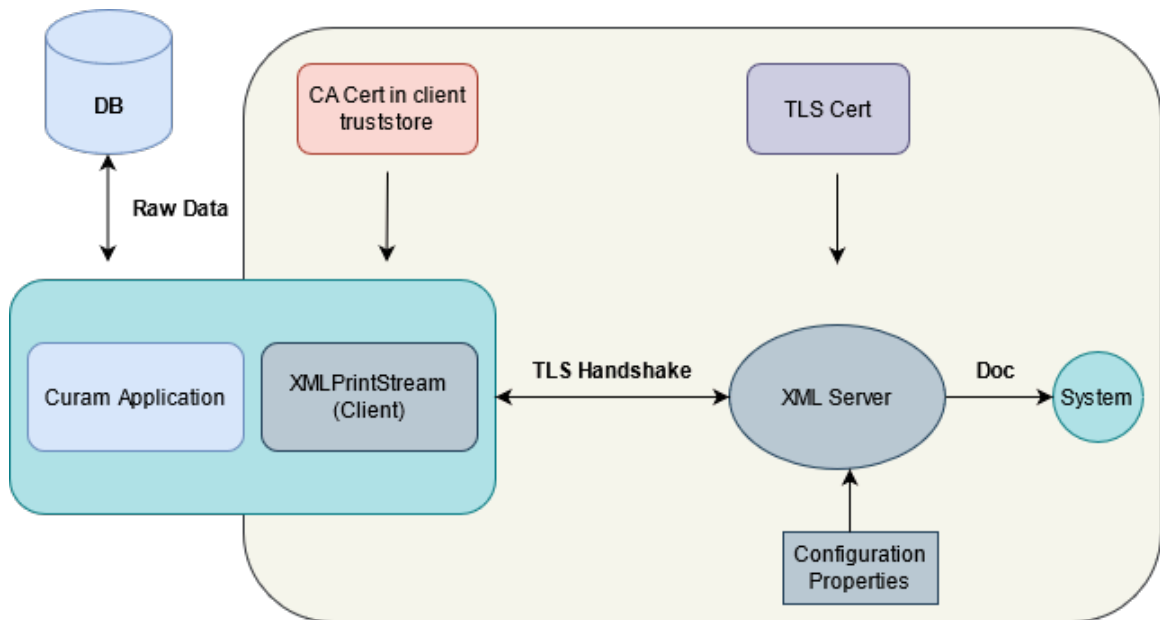 DB
CA Cert in client
truststore
TLS Cert
Raw Data
Curam Application
XMLPrintStream
(Client)
TLS Handshake
XML Server
Doc
System
Configuration
Properties